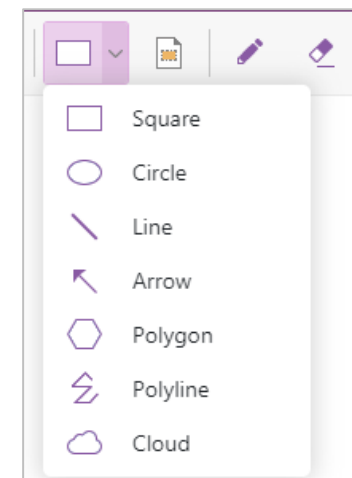 Square
Circle
Line
Arrow
Polygon
Polyline
Cloud